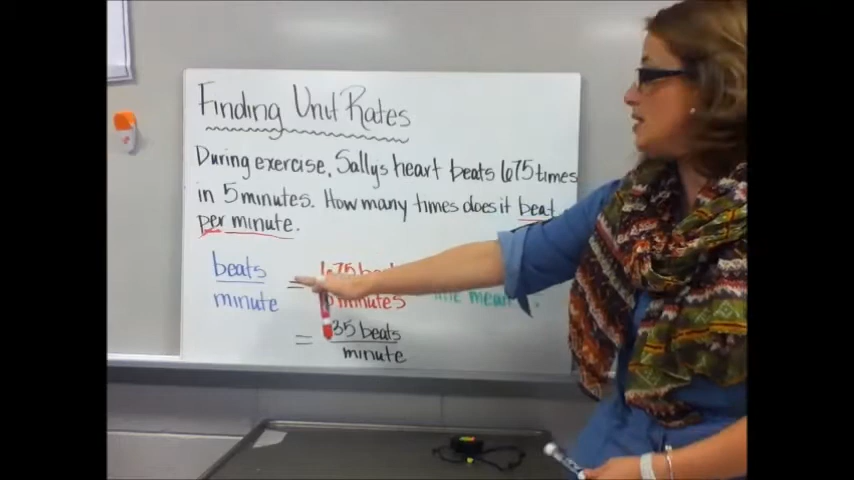 Finding Unit Rates
During exercise, Sallys heart beats 675 times
in 5 minutes. How many times does it beat
per minute.
beats = 675
minute minutes
= 35 beats
minute